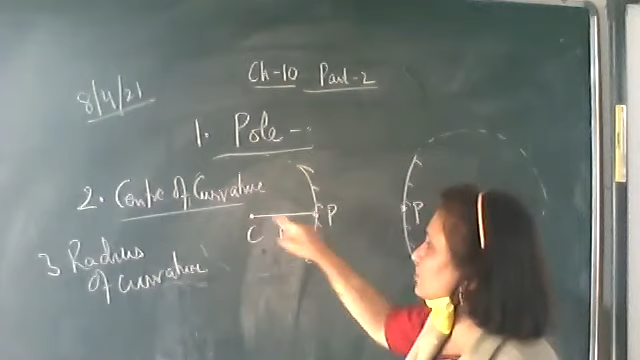 Ch-10 Part-2
8/4/21
1. Pole -:
2. Centre Of Curvature
P
C
P
3 Radius
of curvature